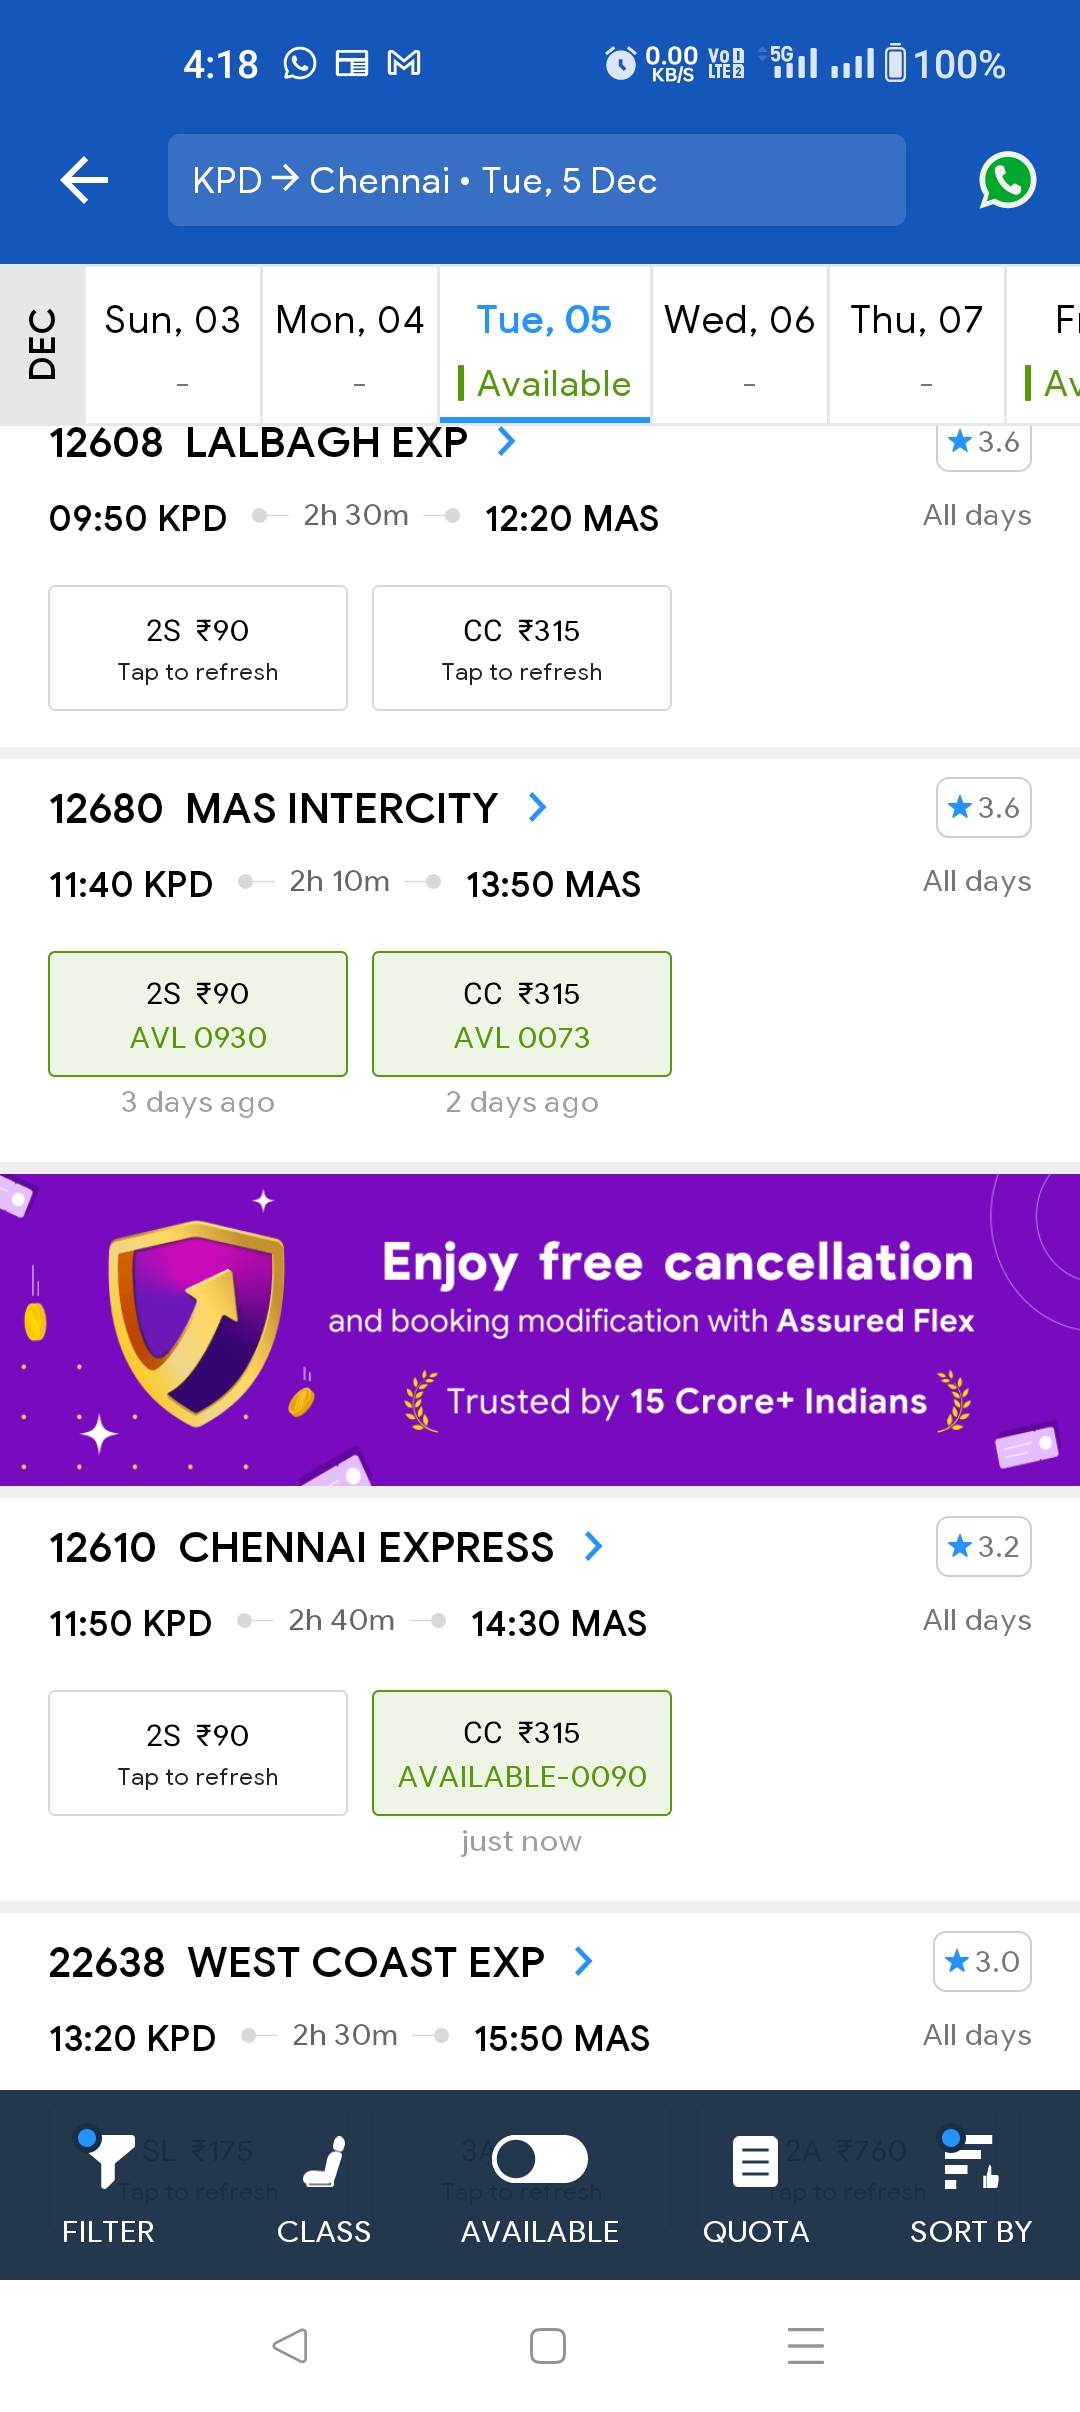 4:18 0.00 KB/S VoD LTE2 5G 100%
KPD → Chennai • Tue, 5 Dec
DEC
Sun, 03 Mon, 04 Tue, 05 Wed, 06 Thu, 07
- - Available - -
12608 LALBAGH EXP 3.6
09:50 KPD 2h 30m 12:20 MAS All days
2S ₹90 CC ₹315
Tap to refresh Tap to refresh
12680 MAS INTERCITY 3.6
11:40 KPD 2h 10m 13:50 MAS All days
2S ₹90 CC ₹315
AVL 0930 AVL 0073
3 days ago 2 days ago
Enjoy free cancellation
and booking modification with Assured Flex
Trusted by 15 Crore+ Indians
12610 CHENNAI EXPRESS 3.2
11:50 KPD 2h 40m 14:30 MAS All days
2S ₹90 CC ₹315
Tap to refresh AVAILABLE-0090
just now
22638 WEST COAST EXP 3.0
13:20 KPD 2h 30m 15:50 MAS All days
SL ₹175 2A ₹760
Tap to refresh Tap to refresh Tap to refresh
FILTER CLASS AVAILABLE QUOTA SORT BY